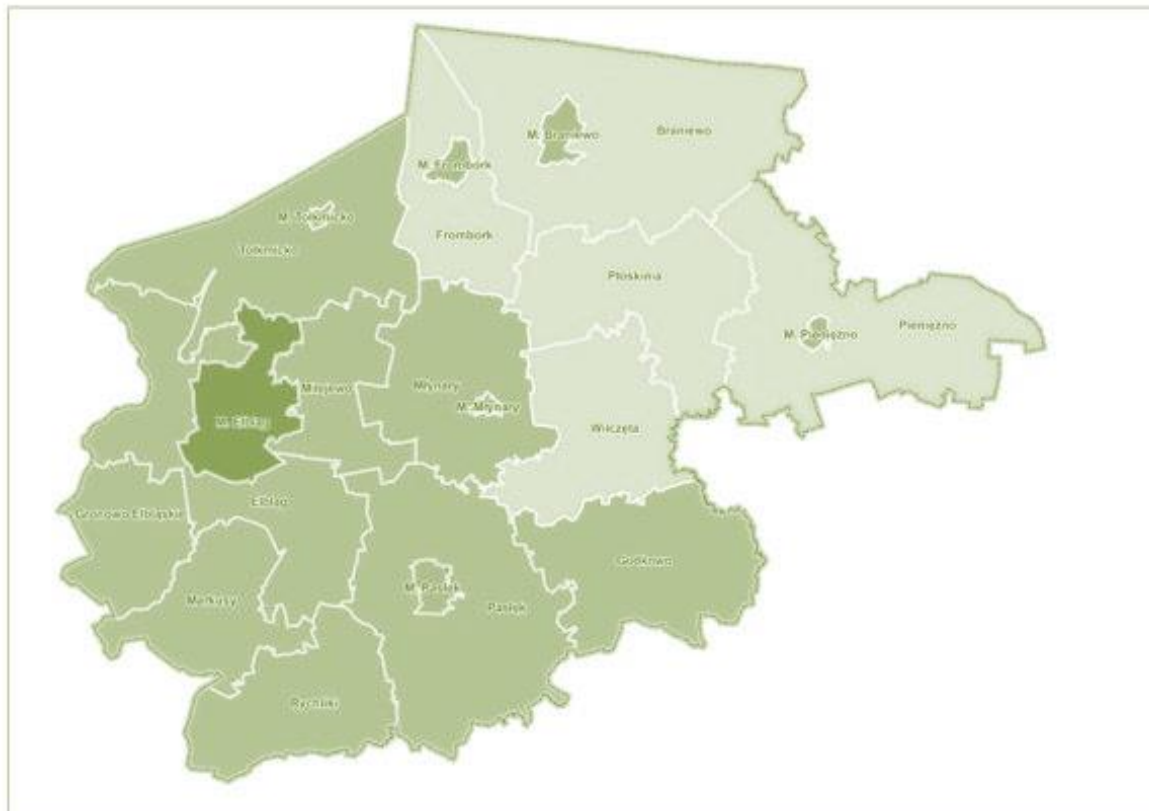 M. Braniewo
Braniewo
M. Frombork
M. Tolkmicko
Tolkmicko
Frombork
Płoskinia
M. Pieniężno
Pieniężno
Milejewo
Młynary
M. Młynary
M. Elbląg
Wilczęta
Elbląg
Gronowo Elbląskie
Godkowo
M. Pasłęk
Pasłęk
Markusy
Rychliki